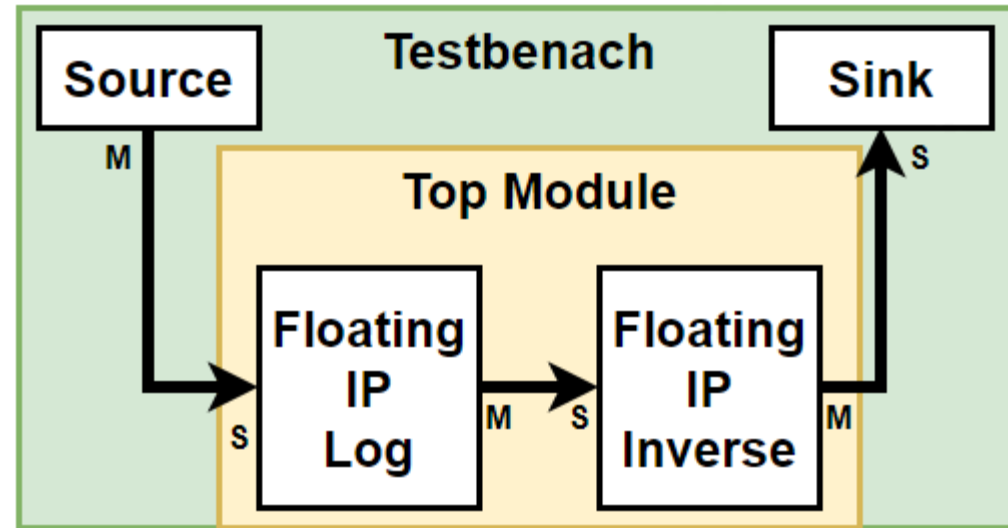 Testbenach
Source
Sink
M
S
Top Module
Floating
IP
Log
Floating
IP
Inverse
S
M
S
M